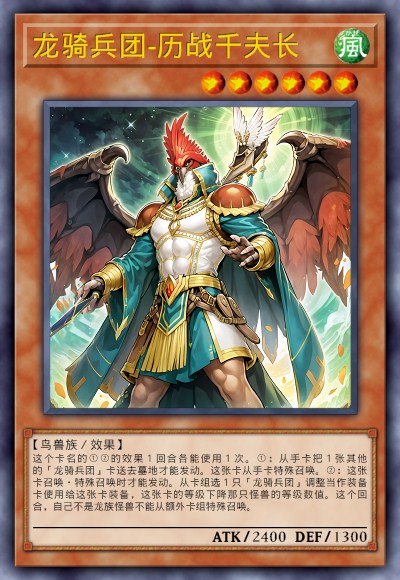 龙骑兵团-历战千夫长
風
【鸟兽族／效果】
这个卡名的①②的效果1回合各能使用1次。①：从手卡把1张其他
的「龙骑兵团」卡送去墓地才能发动。这张卡从手卡特殊召唤。②：这张
卡召唤·特殊召唤时才能发动。从卡组选1只「龙骑兵团」调整当作装备
卡使用给这张卡装备，这张卡的等级下降那只怪兽的等级数值。这个回
合，自己不是龙族怪兽不能从额外卡组特殊召唤。
ATK/2400 DEF/1300